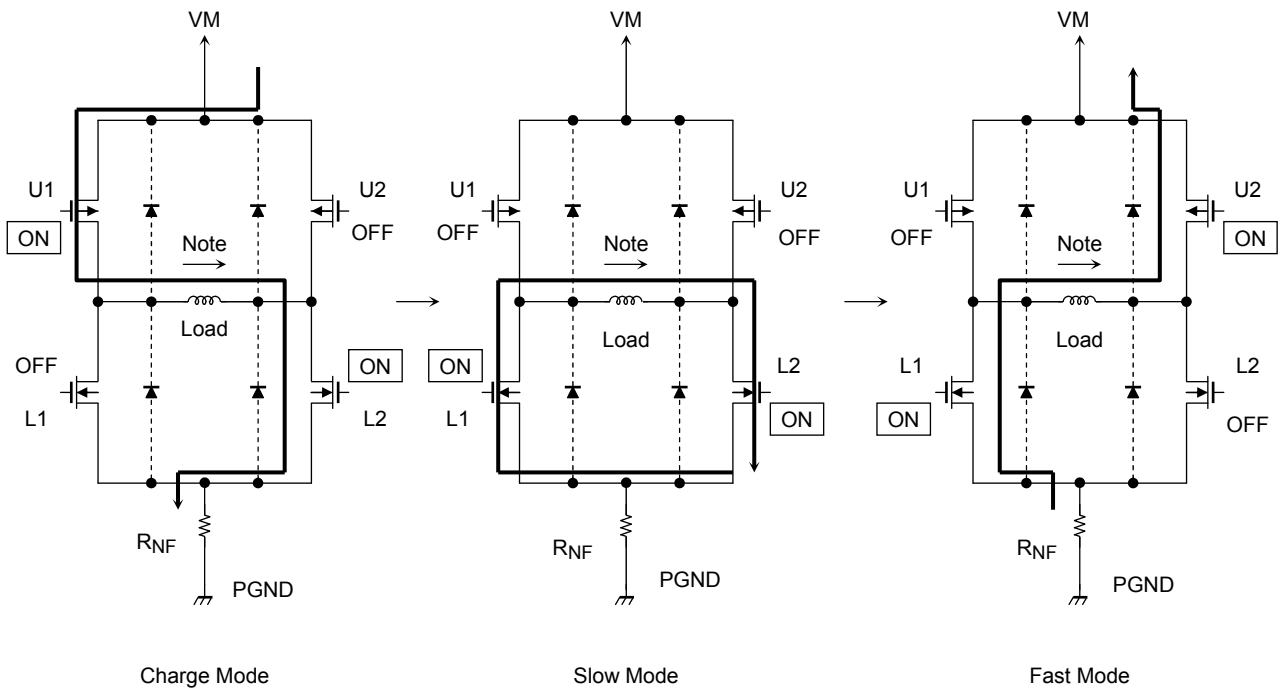 VM
U1
ON
U2
OFF
Note
Load
OFF
L1
ON
L2
RNF
PGND
Charge Mode
VM
U1
OFF
U2
OFF
Note
Load
ON
L1
L2
ON
RNF
PGND
Slow Mode
VM
U1
OFF
U2
ON
Note
Load
L1
ON
L2
OFF
RNF
PGND
Fast Mode